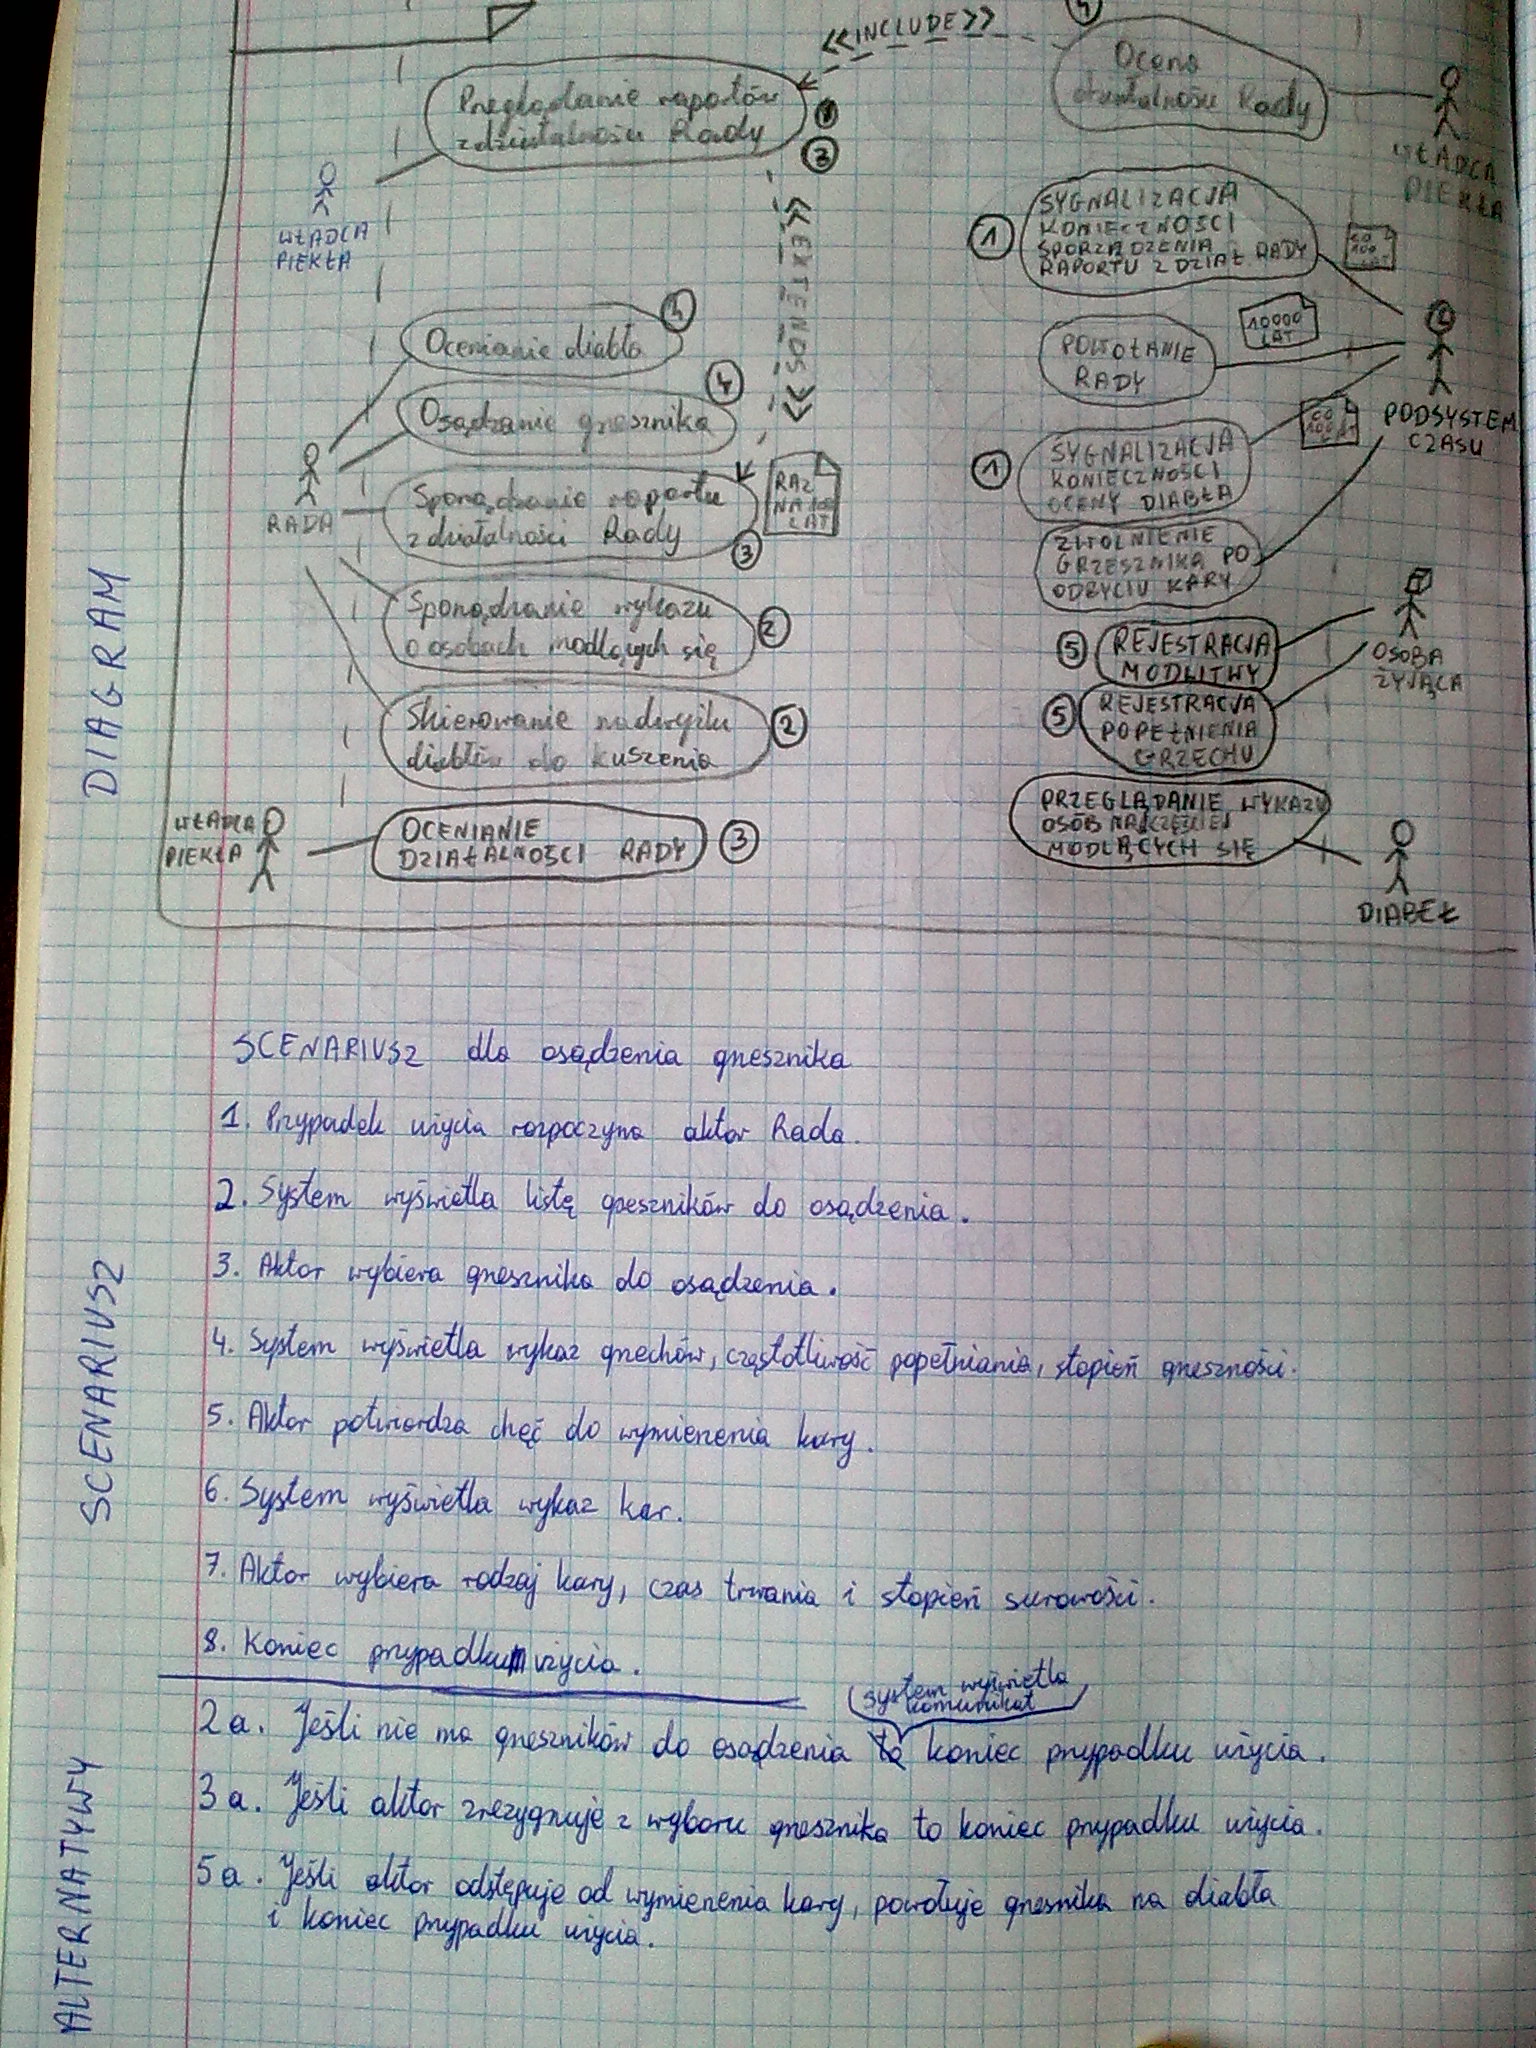 <<INCLUDE>>
Ocena
działalności Rady
WŁADCA
PIEKŁA
Przeglądanie raportów
z działalności Rady
3
WŁADCA
PIEKŁA
<<EXTENDS>>
Ocenianie diabła
4
Osądzanie grzesznika
4
RADA
Sporządzanie raportu
z działalności Rady
3
RAZ
NA 100
LAT
Sporządzanie wykazu
o osobach modlących się
2
Skierowanie nadwyżki
diabłów do kuszenia
2
WŁADCA
PIEKŁA
OCENIANIE
DZIAŁALNOŚCI RADY
3
1
SYGNALIZACJA
KONIECZNOŚCI
SPORZĄDZENIA
RAPORTU Z DZIAŁ. RADY
CO
100
LAT
POWOŁANIE
RADY
10000
LAT
PODSYSTEM
CZASU
1
SYGNALIZACJA
KONIECZNOŚCI
OCENY DIABŁA
CO
100
LAT
ZWOLNIENIE
GRZESZNIKA PO
ODBYCIU KARY
5
REJESTRACJA
MODLITWY
OSOBA
ŻYJĄCA
5
REJESTRACJA
POPEŁNIENIA
GRZECHU
PRZEGLĄDANIE WYKAZU
OSÓB NAJCZĘŚCIEJ
MODLĄCYCH SIĘ
DIABEŁ
DIAGRAM
SCENARIUSZ dla osądzenia grzesznika
1. Przypadek użycia rozpoczyna aktor Rada.
2. System wyświetla listę grzeszników do osądzenia.
3. Aktor wybiera grzesznika do osądzenia.
4. System wyświetla wykaz grzechów, częstotliwość popełniania, stopień grzeszności.
5. Aktor potwierdza chęć do wymierzenia kary.
6. System wyświetla wykaz kar.
7. Aktor wybiera rodzaj kary, czas trwania i stopień surowości.
8. Koniec przypadku użycia.
SCENARIUSZ
system wyświetla
komunikat
2a. Jeśli nie ma grzeszników do osądzenia to koniec przypadku użycia.
3a. Jeśli aktor zrezygnuje z wyboru grzesznika to koniec przypadku użycia.
5a. Jeśli aktor odstępuje od wymierzenia kary, powołuje grzesznika na diabła
i koniec przypadku użycia.
ALTERNATYWY